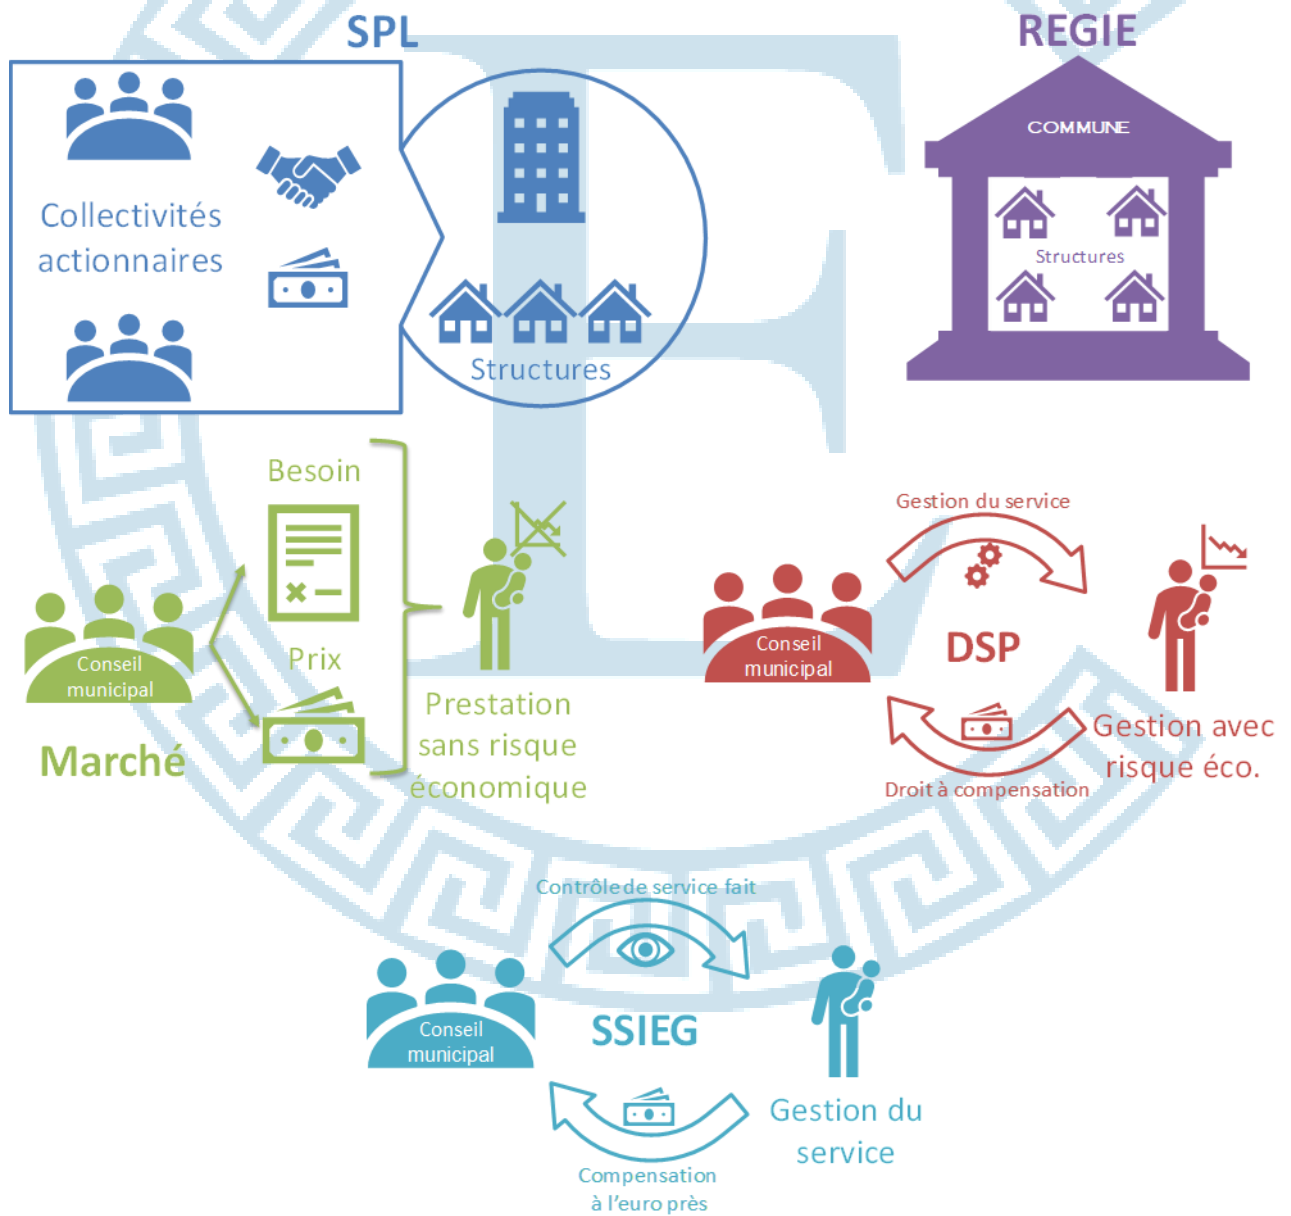 SPL
Collectivités
actionnaires
Structures
REGIE
COMMUNE
Structures
Besoin
Prix
Conseil
municipal
Marché
Prestation
sans risque
économique
Gestion du service
Conseil
municipal
DSP
Gestion avec
risque éco.
Droit à compensation
Contrôle de service fait
Conseil
municipal
SSIEG
Gestion du
service
Compensation
à l'euro près